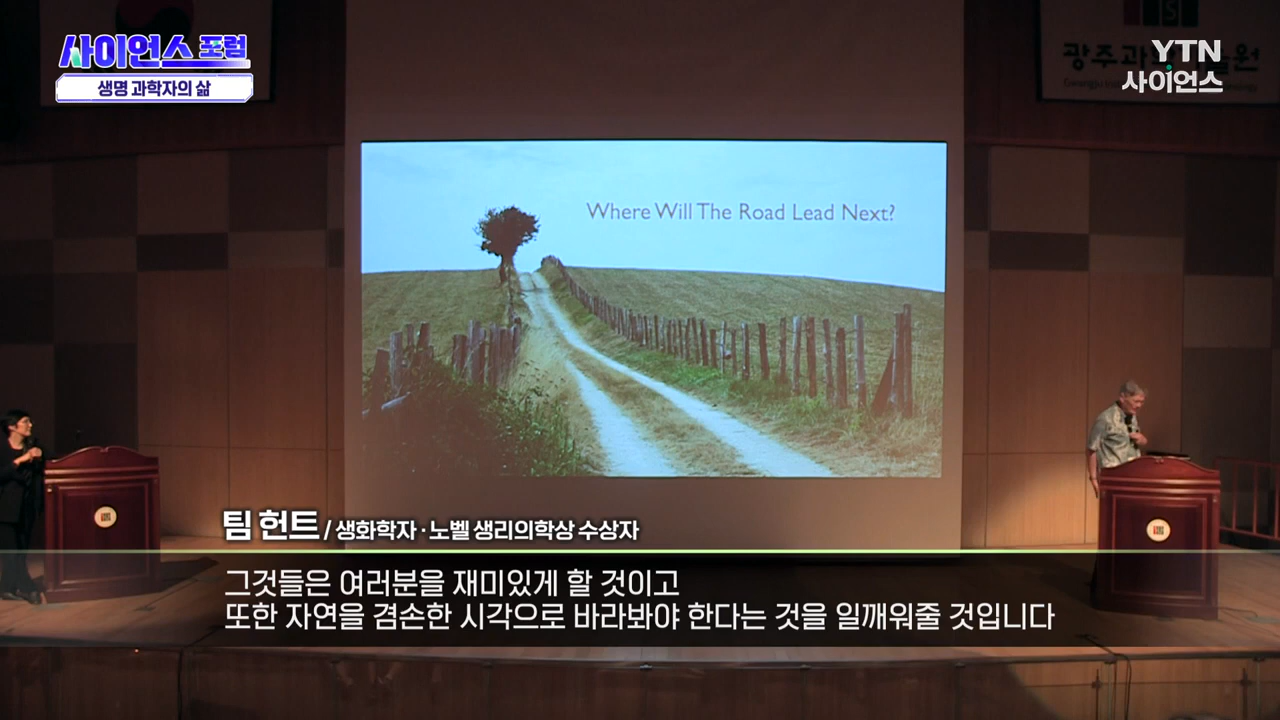 사이언스 포럼
생명 과학자의 삶
YTN
사이언스
Where Will The Road Lead Next?
팀 헌트 / 생화학자 · 노벨 생리의학상 수상자
그것들은 여러분을 재미있게 할 것이고
또한 자연을 겸손한 시각으로 바라봐야 한다는 것을 일깨워줄 것입니다